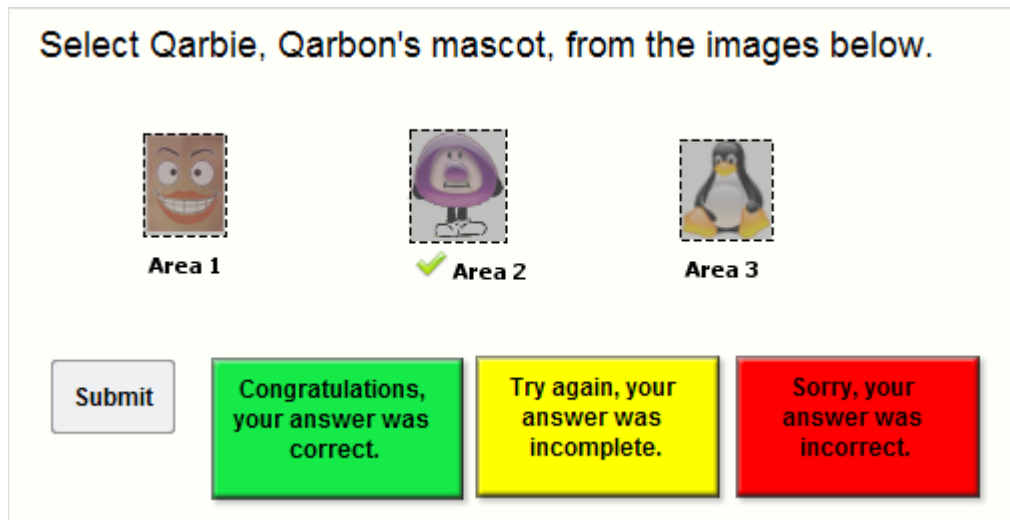 Select Qarbie, Qarbon's mascot, from the images below.
Area 1
Area 2
Area 3
Submit
Congratulations,
your answer was
correct.
Try again, your
answer was
incomplete.
Sorry, your
answer was
incorrect.